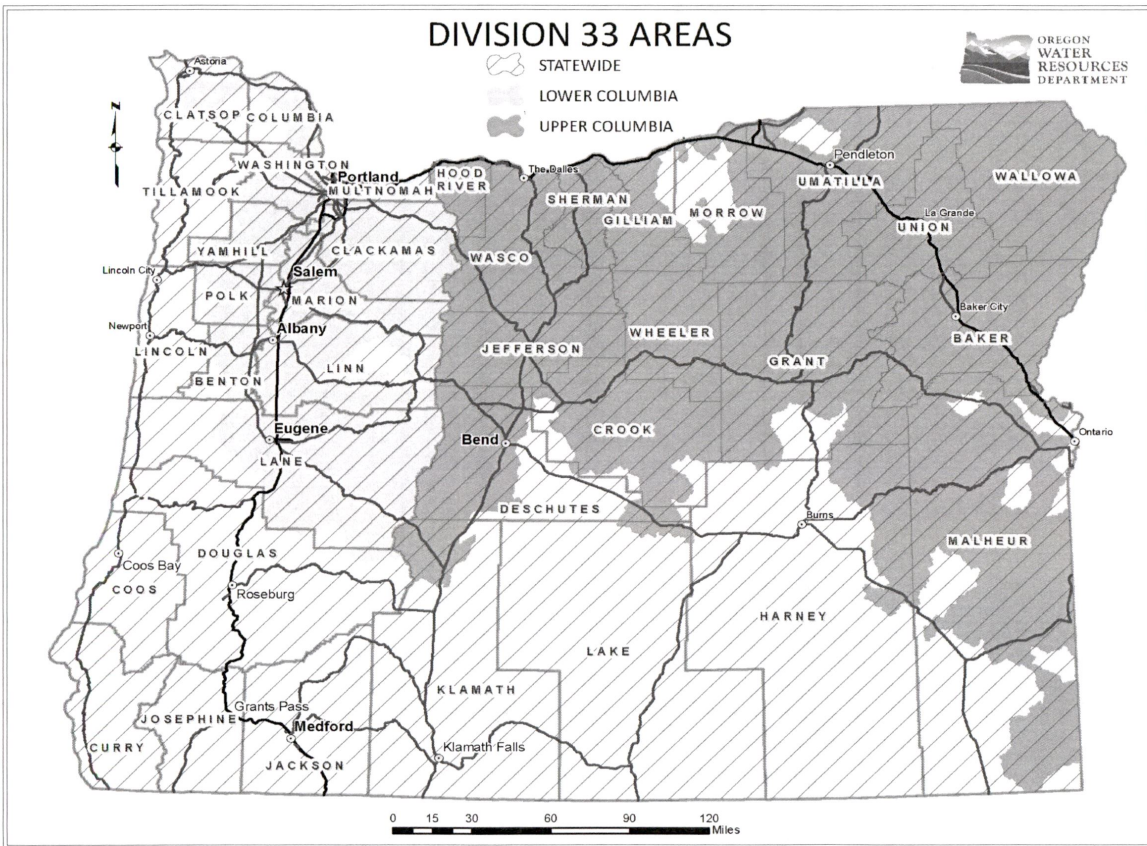 DIVISION 33 AREAS
STATEWIDE
LOWER COLUMBIA
UPPER COLUMBIA
OREGON
WATER
RESOURCES
DEPARTMENT
N
Astoria
CLATSOP
COLUMBIA
WASHINGTON
Portland
MULTNOMAH
TILLAMOOK
HOOD
RIVER
The Dalles
SHERMAN
GILLIAM
MORROW
Pendleton
UMATILLA
WALLOWA
La Grande
UNION
YAMHILL
CLACKAMAS
WASCO
Lincoln City
Salem
POLK
MARION
Baker City
BAKER
Newport
Albany
LINCOLN
BENTON
LINN
JEFFERSON
WHEELER
GRANT
Eugene
LANE
Bend
CROOK
Ontario
DESCHUTES
Burns
MALHEUR
Coos Bay
COOS
DOUGLAS
Roseburg
HARNEY
LAKE
KLAMATH
Grants Pass
JOSEPHINE
Medford
CURRY
JACKSON
Klamath Falls
0 15 30 60 90 120
Miles